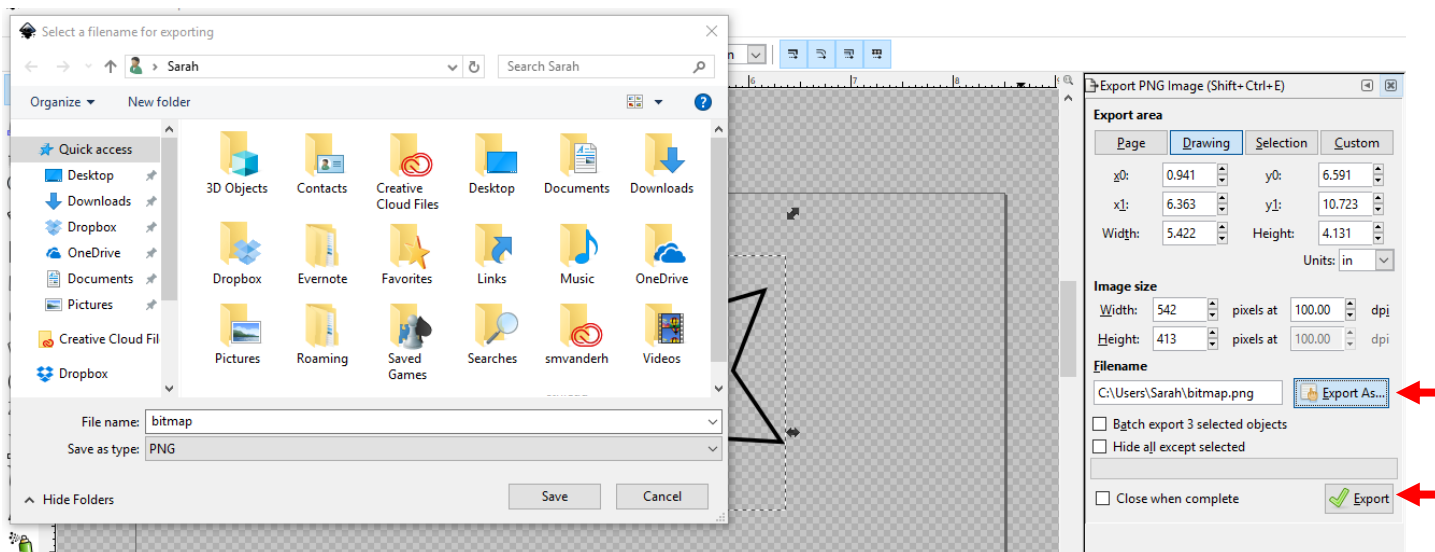 Select a filename for exporting
Sarah
Search Sarah
Organize
New folder
Quick access
Desktop
Downloads
Dropbox
OneDrive
Documents
Pictures
Creative Cloud Fil
Dropbox
3D Objects
Contacts
Creative
Cloud Files
Desktop
Documents
Downloads
Dropbox
Evernote
Favorites
Links
Music
OneDrive
Pictures
Roaming
Saved
Games
Searches
smvanderh
Videos
File name: bitmap
Save as type: PNG
Hide Folders
Save
Cancel
6 7 8
Export PNG Image (Shift+Ctrl+E)
Export area
Page Drawing Selection Custom
x0: 0.941 y0: 6.591
x1: 6.363 y1: 10.723
Width: 5.422 Height: 4.131
Units: in
Image size
Width: 542 pixels at 100.00 dpi
Height: 413 pixels at 100.00 dpi
Filename
C:\Users\Sarah\bitmap.png Export As...
Batch export 3 selected objects
Hide all except selected
Close when complete
Export